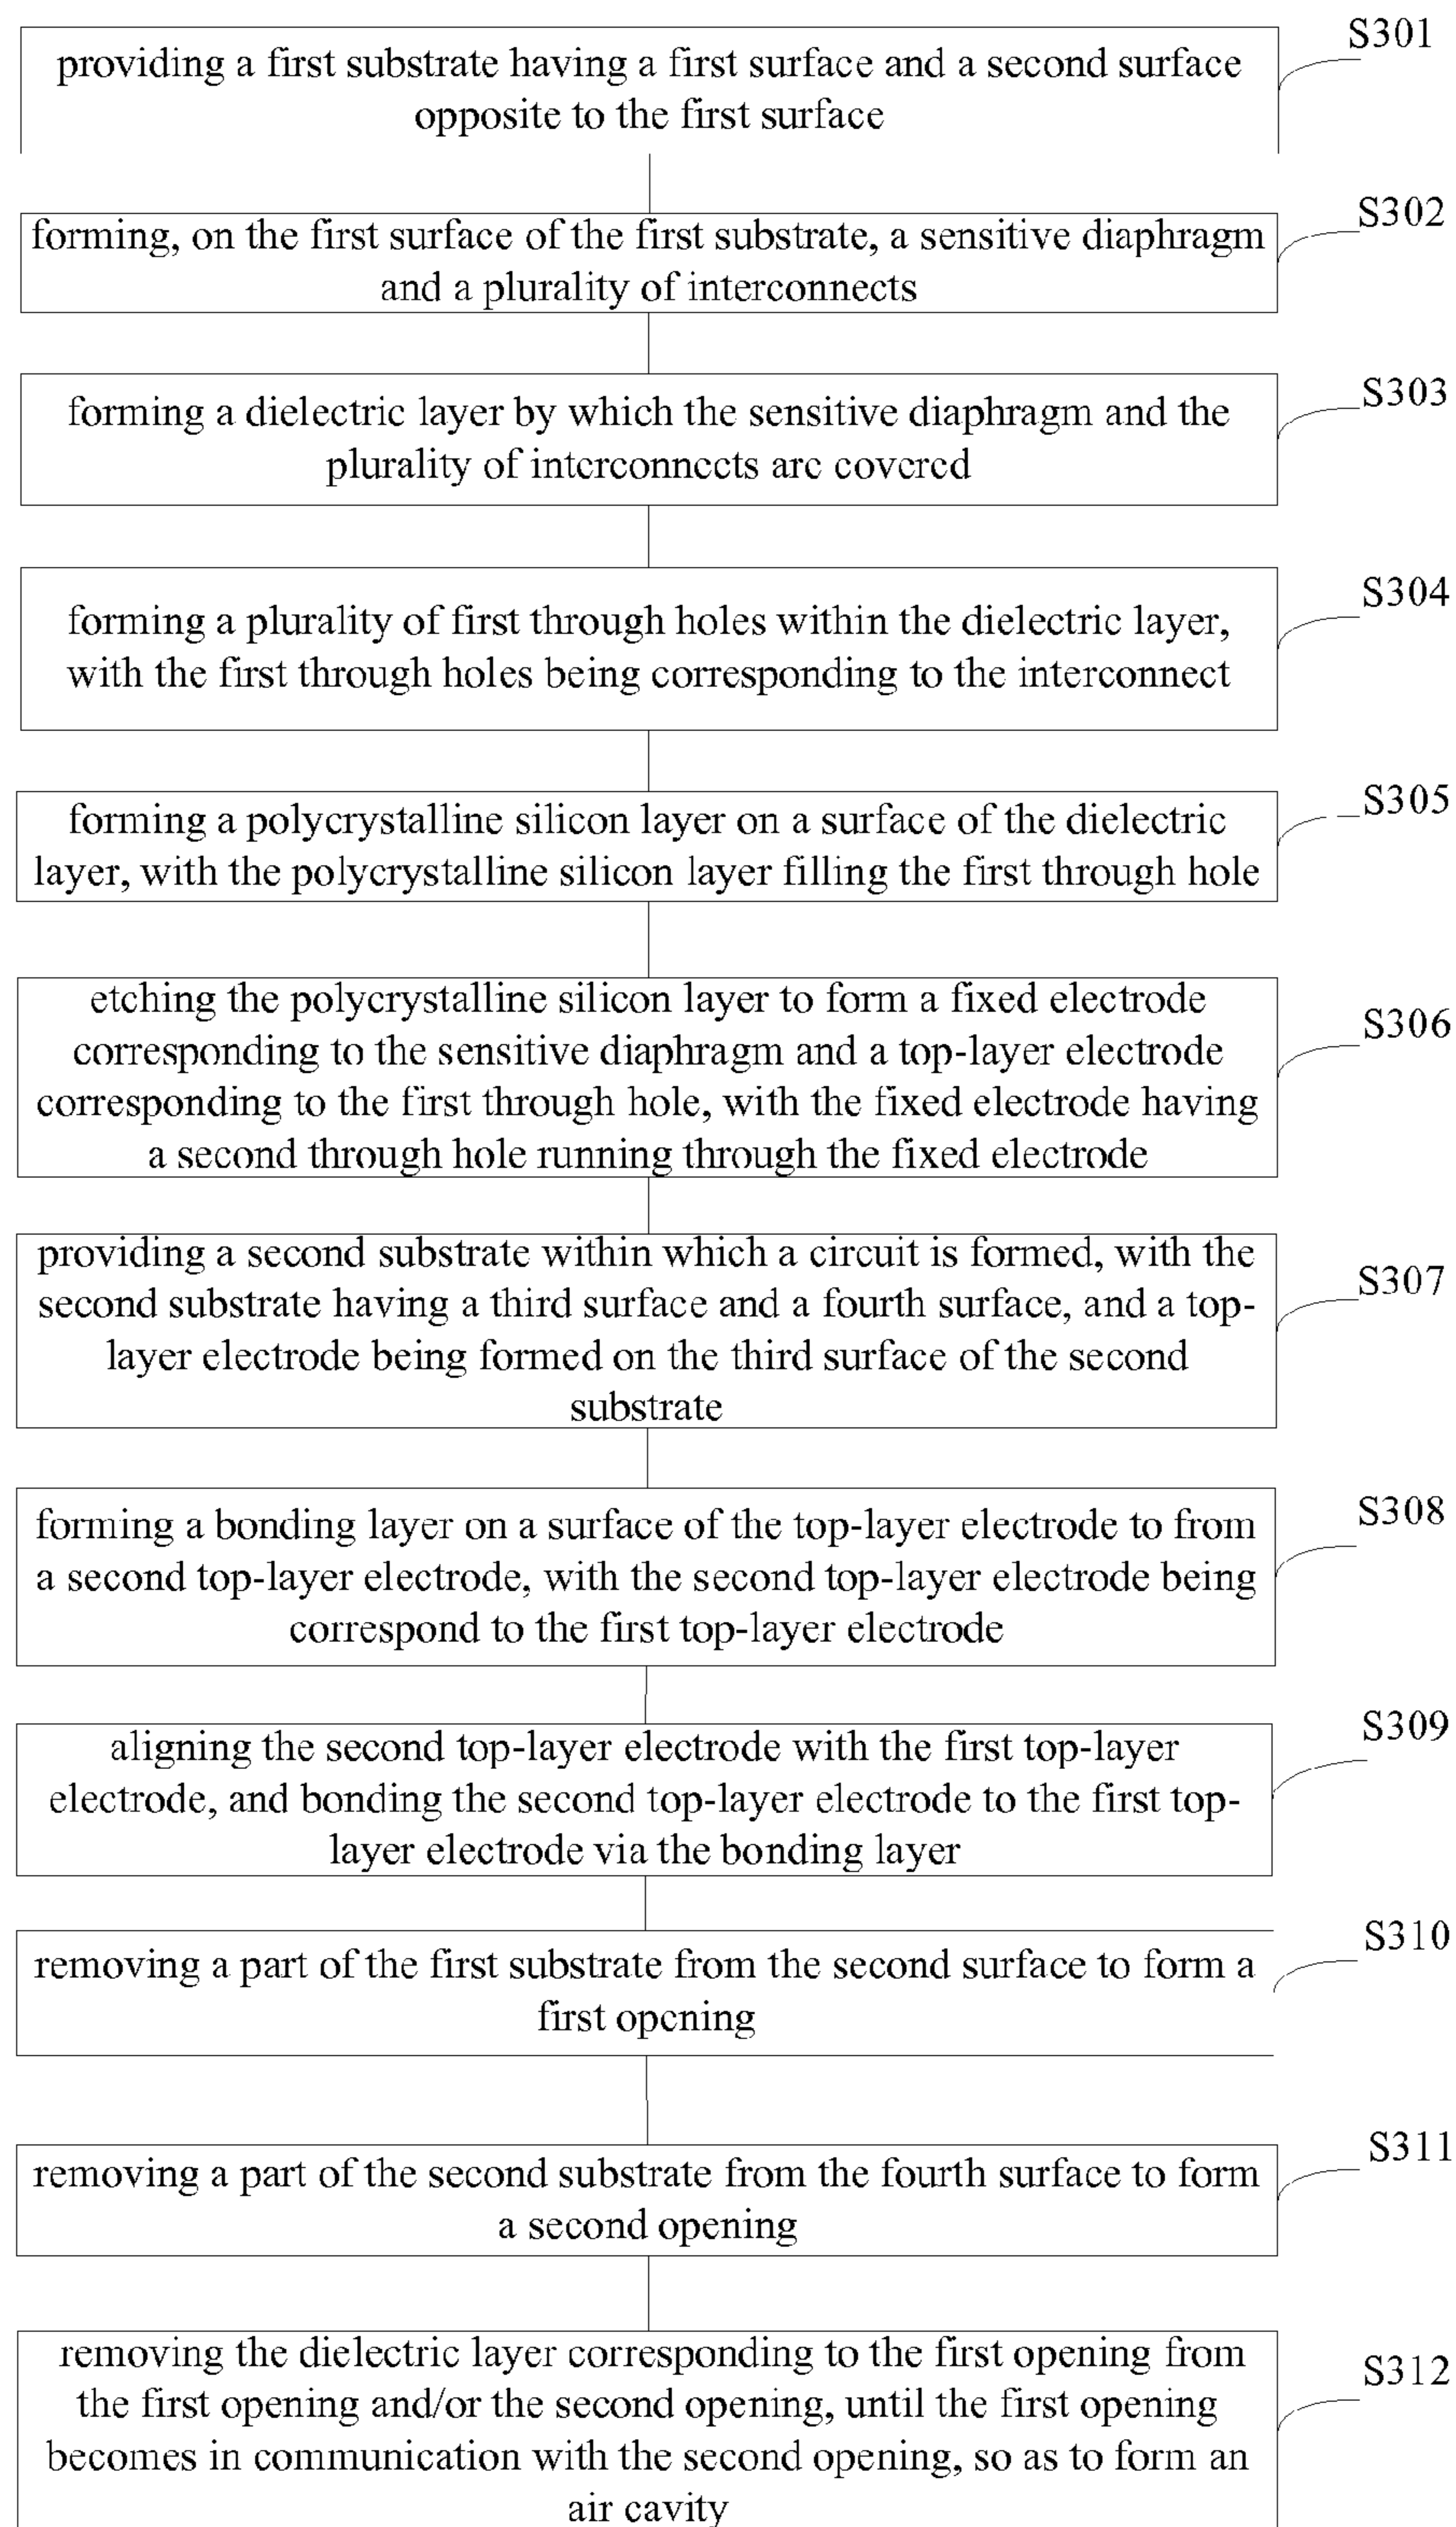 S301
providing a first substrate having a first surface and a second surface
opposite to the first surface
S302
forming, on the first surface of the first substrate, a sensitive diaphragm
and a plurality of interconnects
S303
forming a dielectric layer by which the sensitive diaphragm and the
plurality of interconnects are covered
S304
forming a plurality of first through holes within the dielectric layer,
with the first through holes being corresponding to the interconnect
S305
forming a polycrystalline silicon layer on a surface of the dielectric
layer, with the polycrystalline silicon layer filling the first through hole
S306
etching the polycrystalline silicon layer to form a fixed electrode
corresponding to the sensitive diaphragm and a top-layer electrode
corresponding to the first through hole, with the fixed electrode having
a second through hole running through the fixed electrode
S307
providing a second substrate within which a circuit is formed, with the
second substrate having a third surface and a fourth surface, and a top-
layer electrode being formed on the third surface of the second
substrate
S308
forming a bonding layer on a surface of the top-layer electrode to from
a second top-layer electrode, with the second top-layer electrode being
correspond to the first top-layer electrode
S309
aligning the second top-layer electrode with the first top-layer
electrode, and bonding the second top-layer electrode to the first top-
layer electrode via the bonding layer
S310
removing a part of the first substrate from the second surface to form a
first opening
S311
removing a part of the second substrate from the fourth surface to form
a second opening
S312
removing the dielectric layer corresponding to the first opening from
the first opening and/or the second opening, until the first opening
becomes in communication with the second opening, so as to form an
air cavity